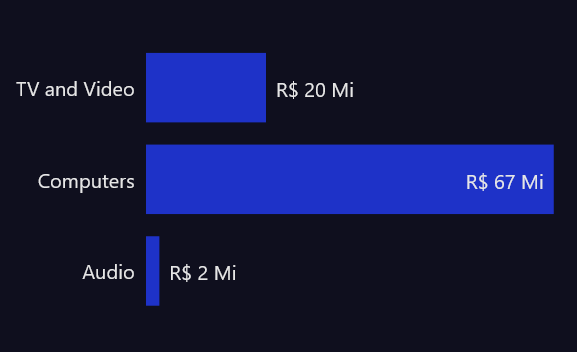 TV and Video R$ 20 Mi
Computers R$ 67 Mi
Audio R$ 2 Mi